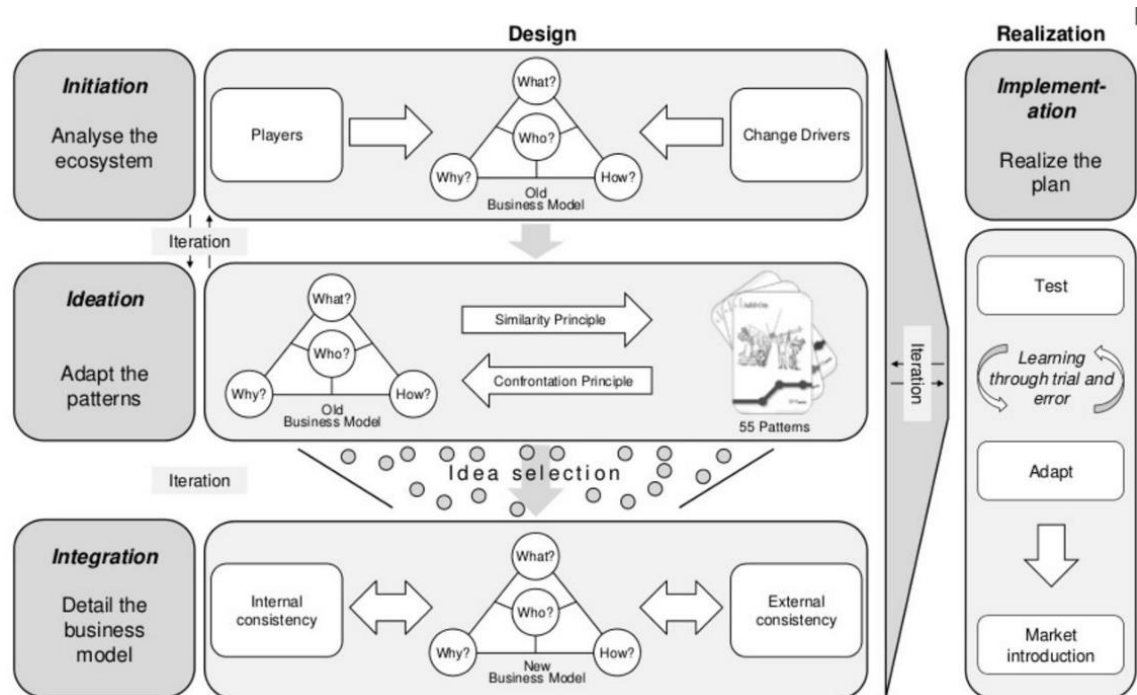 Design
Realization
Initiation
Analyse the
ecosystem
Players
What?
Who?
Why?
How?
Old
Business Model
Change Drivers
Iteration
Ideation
Adapt the
patterns
What?
Who?
Why?
How?
Old
Business Model
Similarity Principle
Confrontation Principle
55 Patterns
Idea selection
Iteration
Integration
Detail the
business
model
Internal
consistency
What?
Who?
Why?
How?
New
Business Model
External
consistency
Iteration
Implement-
ation
Realize the
plan
Test
Learning
through trial and
error
Adapt
Market
introduction